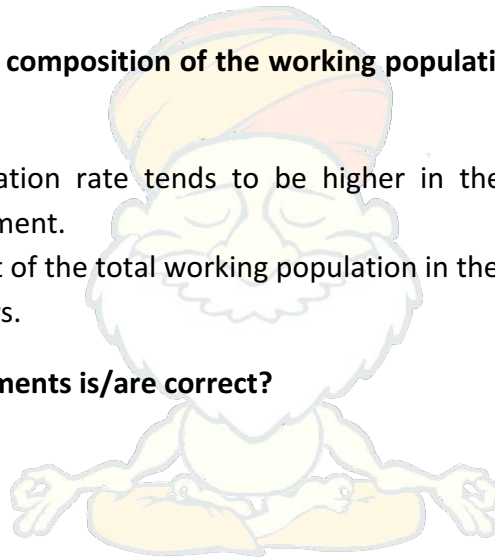 composition of the working populati
ation rate tends to be higher in the
ment.
t of the total working population in the
s.
ments is/are correct?